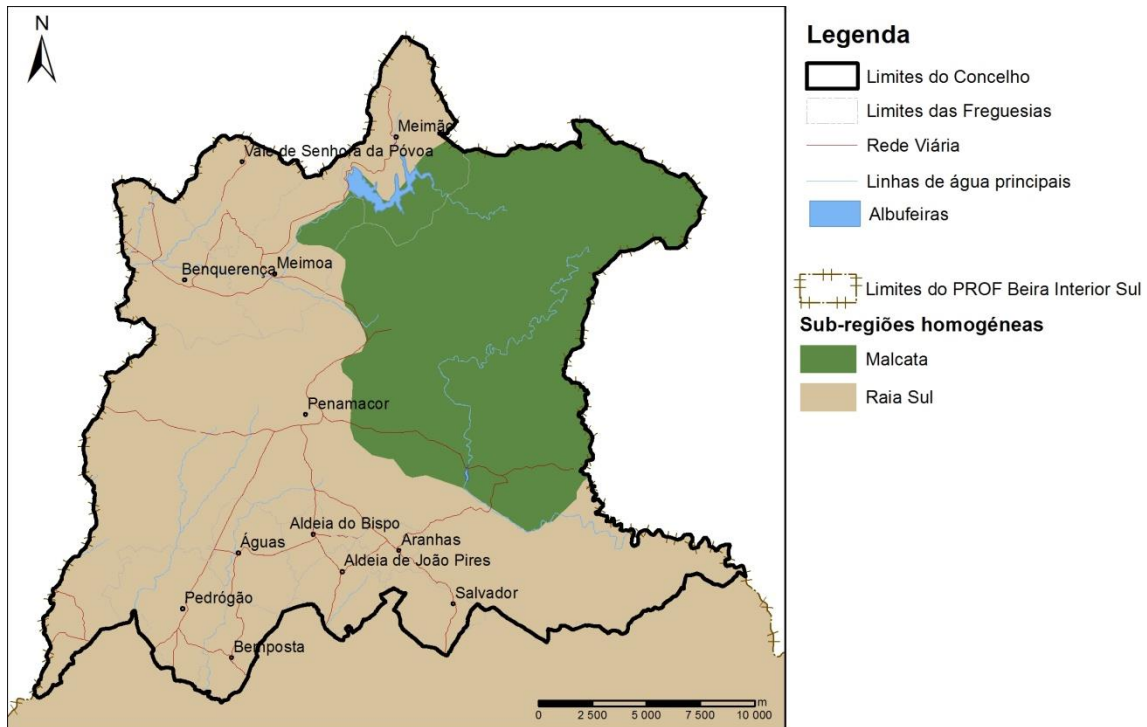 N
Meimão
Vale de Senhora da Póvoa
Benquerença
Meimoa
Penamacor
Aldeia do Bispo
Águas
Aranhas
Aldeia de João Pires
Pedrógão
Salvador
Bemposta
m
0 2 500 5 000 7 500 10 000
Legenda
Limites do Concelho
Limites das Freguesias
Rede Viária
Linhas de água principais
Albufeiras
Limites do PROF Beira Interior Sul
Sub-regiões homogéneas
Malcata
Raia Sul